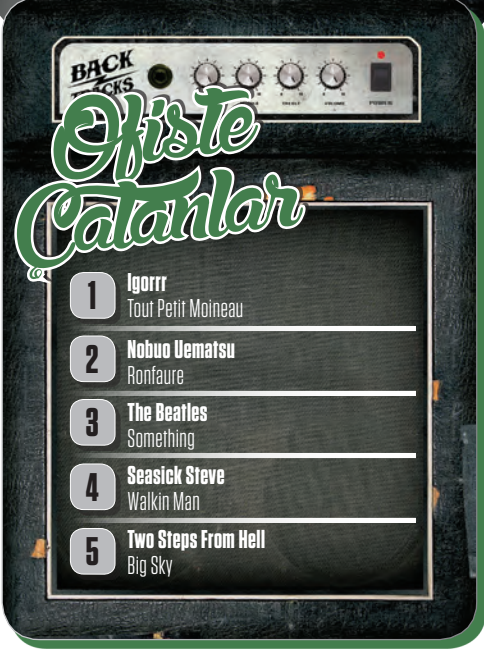 BACK
TRACKS
POWER
Ofiste
Çalanlar
1
Igorrr
Tout Petit Moineau
2
Nobuo Uematsu
Ronfaure
3
The Beatles
Something
4
Seasick Steve
Walkin Man
5
Two Steps From Hell
Big Sky